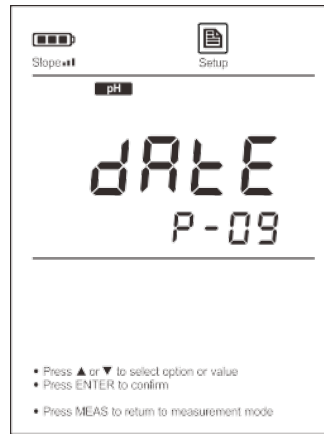 Slope Setup
pH
dAtE
P-09
• Press ▲ or ▼ to select option or value
• Press ENTER to confirm
• Press MEAS to return to measurement mode